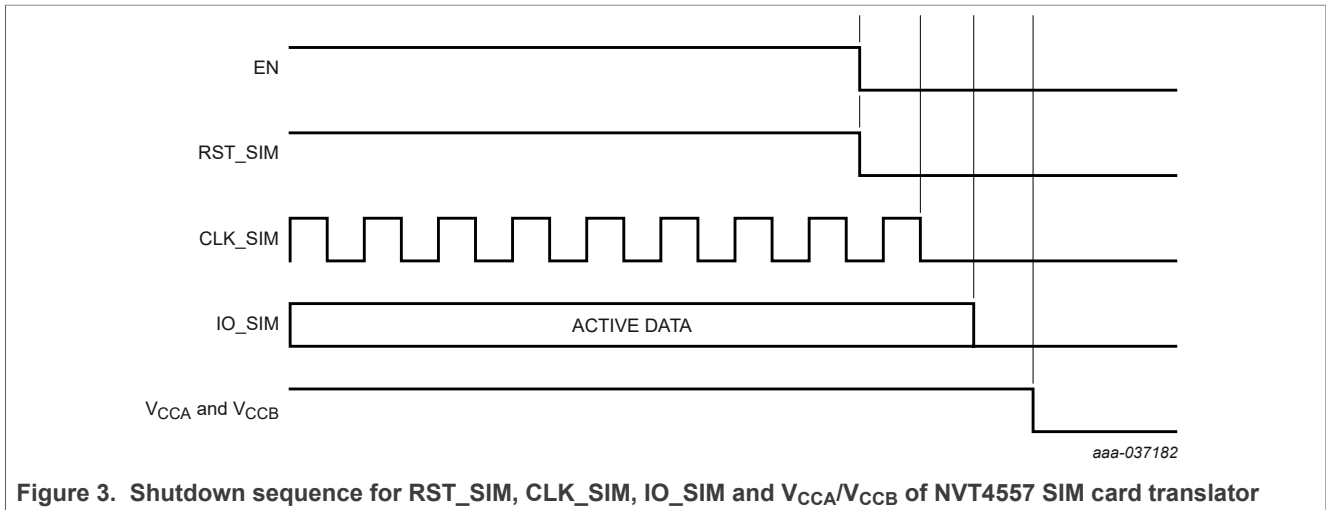 EN
RST_SIM
CLK_SIM
IO_SIM
ACTIVE DATA
VCCA and VCCB
aaa-037182
Figure 3. Shutdown sequence for RST_SIM, CLK_SIM, IO_SIM and VCCA/VCCB of NVT4557 SIM card translator